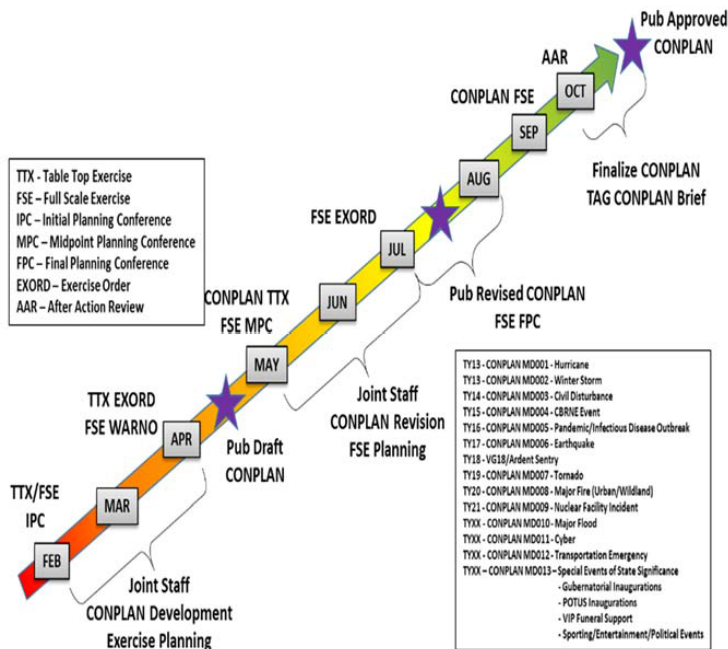 Pub Approved
CONPLAN
AAR
OCT
CONPLAN FSE
SEP
Finalize CONPLAN
TAG CONPLAN Brief
AUG
TTX - Table Top Exercise
FSE – Full Scale Exercise
IPC – Initial Planning Conference
MPC – Midpoint Planning Conference
FPC – Final Planning Conference
EXORD – Exercise Order
AAR – After Action Review
FSE EXORD
JUL
Pub Revised CONPLAN
FSE FPC
JUN
CONPLAN TTX
FSE MPC
MAY
Joint Staff
CONPLAN Revision
FSE Planning
TTX EXORD
FSE WARNO
APR
Pub Draft
CONPLAN
MAR
TTX/FSE
IPC
FEB
Joint Staff
CONPLAN Development
Exercise Planning
TY13 - CONPLAN MD001 - Hurricane
TY13 - CONPLAN MD002 - Winter Storm
TY14 - CONPLAN MD003 - Civil Disturbance
TY15 - CONPLAN MD004 - CBRNE Event
TY16 - CONPLAN MD005 - Pandemic/Infectious Disease Outbreak
TY17 - CONPLAN MD006 - Earthquake
TY18 - VG18/Ardent Sentry
TY19 - CONPLAN MD007 - Tornado
TY20 - CONPLAN MD008 - Major Fire (Urban/Wildland)
TY21 - CONPLAN MD009 - Nuclear Facility Incident
TYXX - CONPLAN MD010 - Major Flood
TYXX - CONPLAN MD011 - Cyber
TYXX - CONPLAN MD012 - Transportation Emergency
TYXX – CONPLAN MD013 – Special Events of State Significance
- Gubernatorial Inaugurations
- POTUS Inaugurations
- VIP Funeral Support
- Sporting/Entertainment/Political Events